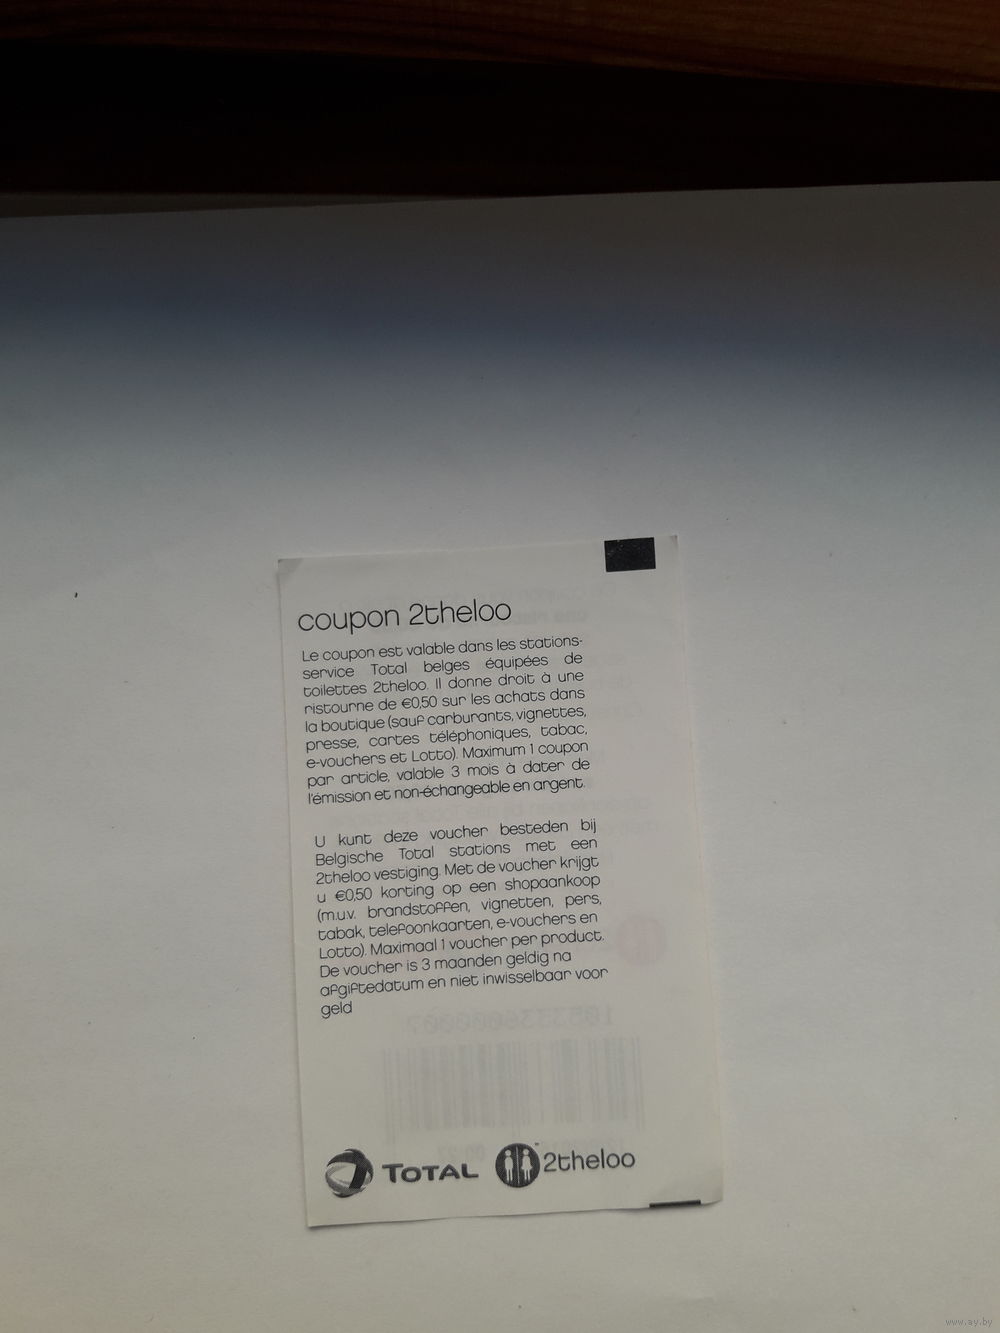 coupon 2theloo
Le coupon est valable dans les stations-
service Total belges équipées de
toilettes 2theloo. Il donne droit à une
ristourne de €0,50 sur les achats dans
la boutique (sauf carburants, vignettes,
presse, cartes téléphoniques, tabac,
e-vouchers et Lotto). Maximum 1 coupon
par article, valable 3 mois à dater de
l'émission et non-échangeable en argent.
U kunt deze voucher besteden bij
Belgische Total stations met een
2theloo vestiging. Met de voucher krijgt
u €0,50 korting op een shopaankoop
(m.u.v. brandstoffen, vignetten, pers,
tabak, telefoonkaarten, e-vouchers en
Lotto). Maximaal 1 voucher per product.
De voucher is 3 maanden geldig na
afgiftedatum en niet inwisselbaar voor
geld
TOTAL 2theloo
www.ay.by